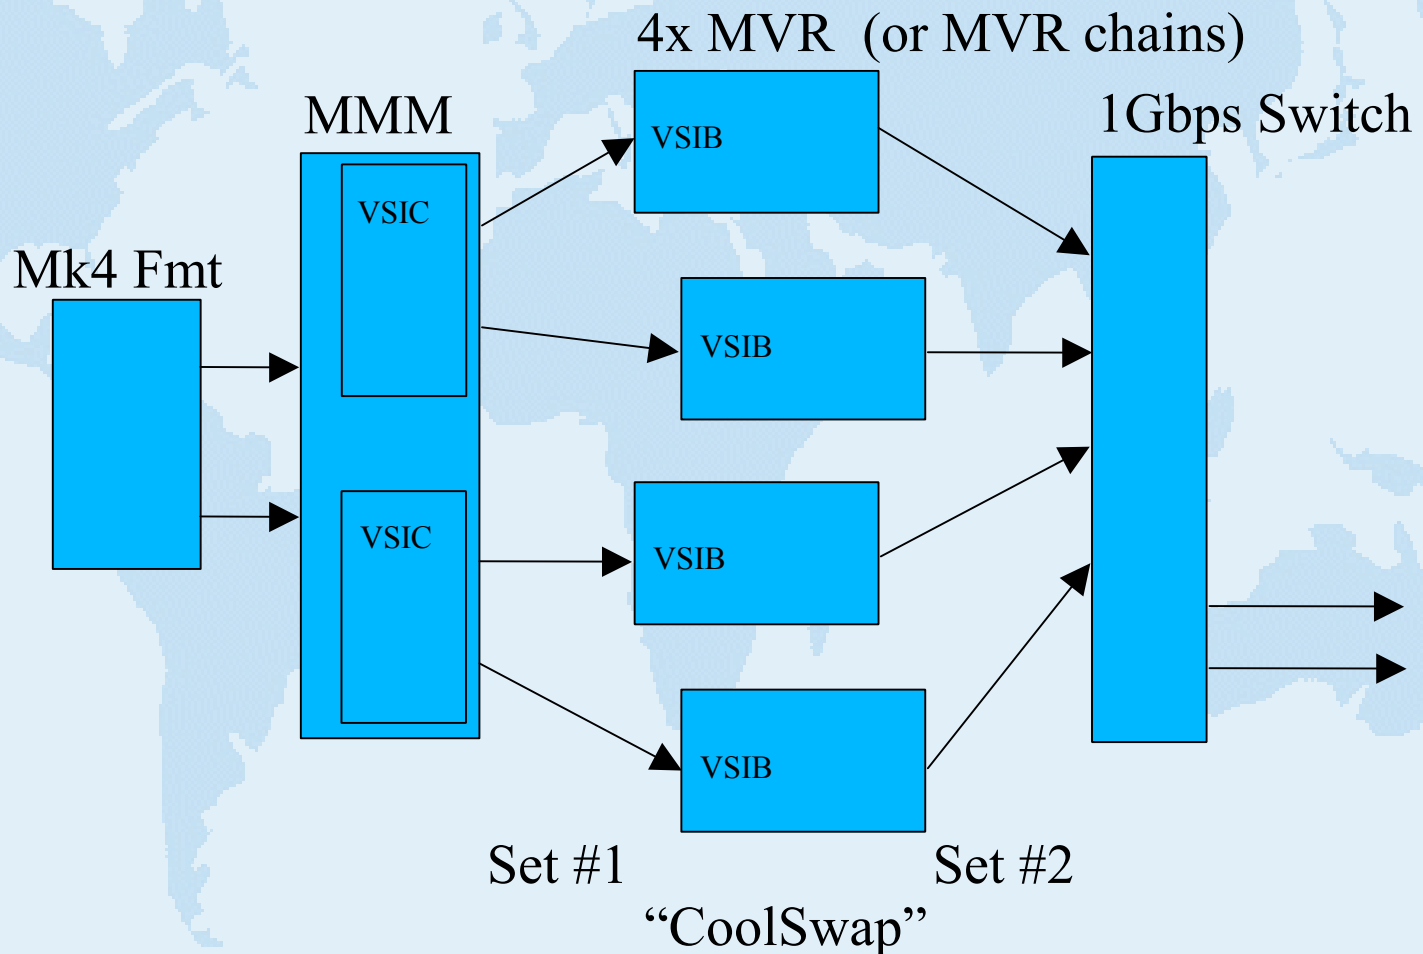 4x MVR (or MVR chains)
MMM
1Gbps Switch
VSIB
VSIC
Mk4 Fmt
VSIB
VSIC
VSIB
VSIB
Set #1
Set #2
“CoolSwap”